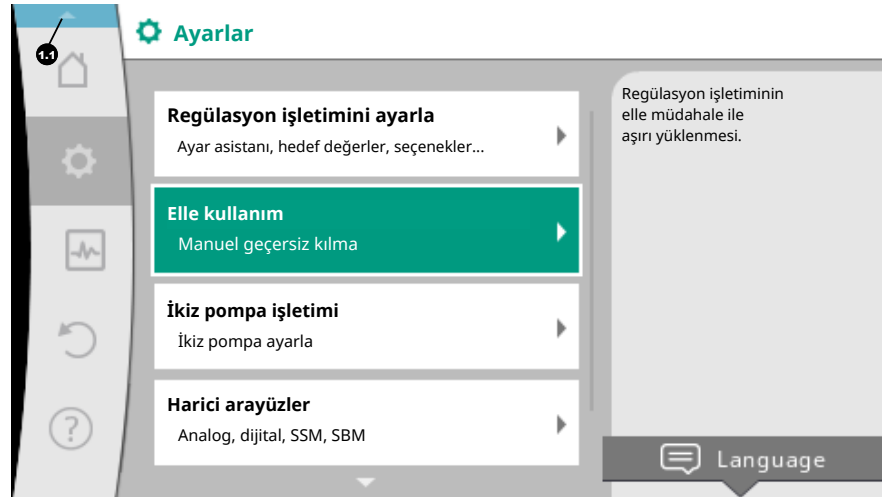 Ayarlar
1.1
Regülasyon işletimini ayarla
Ayar asistanı, hedef değerler, seçenekler...
Elle kullanım
Manuel geçersiz kılma
İkiz pompa işletimi
İkiz pompa ayarla
Harici arayüzler
Analog, dijital, SSM, SBM
Regülasyon işletiminin
elle müdahale ile
aşırı yüklenmesi.
?
Language